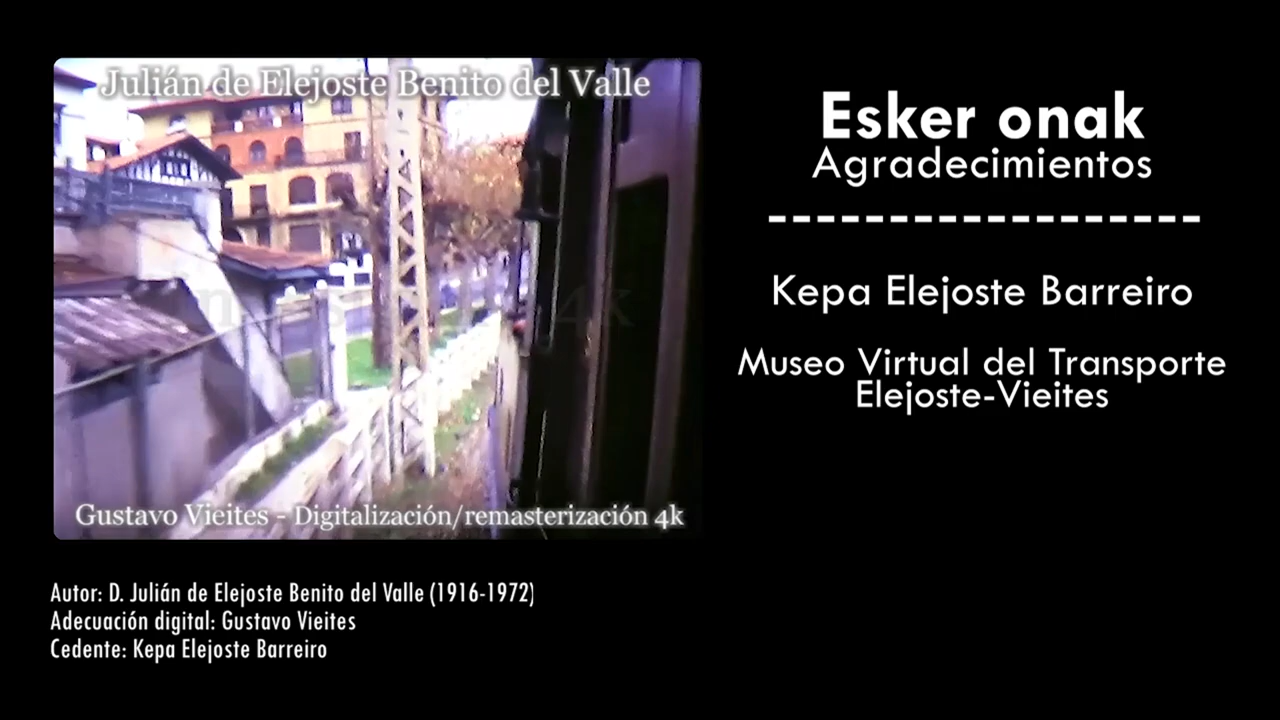 Julián de Elejoste Benito del Valle
Gustavo Vieites - Digitalización/remasterización 4k
Autor: D. Julián de Elejoste Benito del Valle (1916-1972)
Adecuación digital: Gustavo Vieites
Cedente: Kepa Elejoste Barreiro
Esker onak
Agradecimientos
------------------
Kepa Elejoste Barreiro
Museo Virtual del Transporte
Elejoste-Vieites